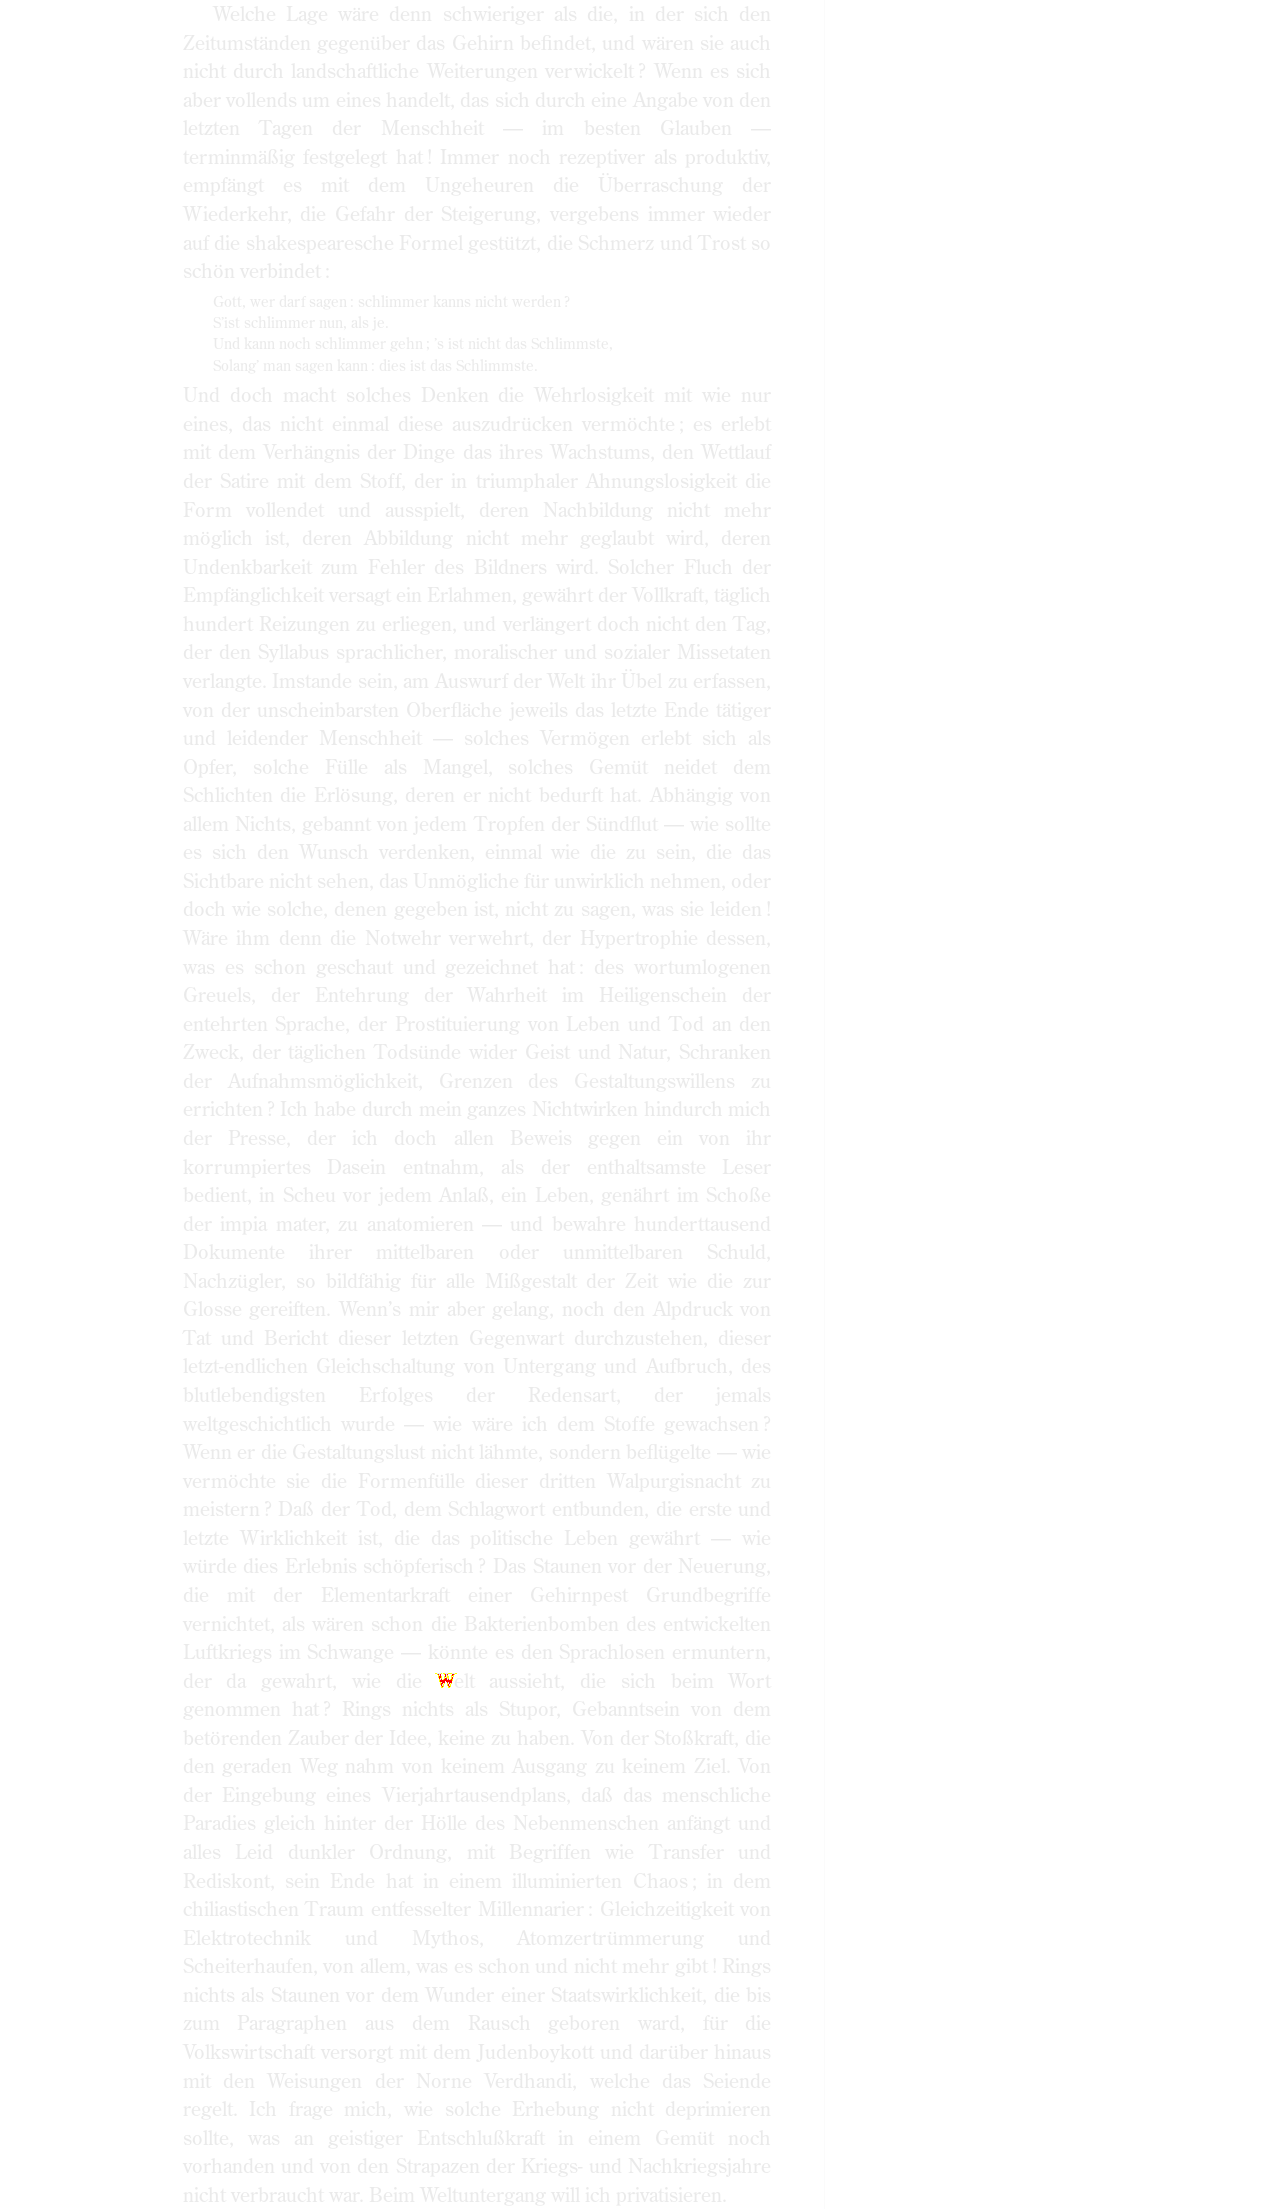 Welche Lage wäre denn schwieriger als die, in der sich den
Zeitumständen gegenüber das Gehirn befindet, und wären sie auch
nicht durch landschaftliche Weiterungen verwickelt? Wenn es sich
aber vollends um eines handelt, das sich durch eine Angabe von den
letzten Tagen der Menschheit — im besten Glauben —
terminmäßig festgelegt hat! Immer noch rezeptiver als produktiv,
empfängt es mit dem Ungeheuren die Überraschung der
Wiederkehr, die Gefahr der Steigerung, vergebens immer wieder
auf die shakespearesche Formel gestützt, die Schmerz und Trost so
schön verbindet:
Gott, wer darf sagen: schlimmer kanns nicht werden?
S'ist schlimmer nun, als je.
Und kann noch schlimmer gehn; 's ist nicht das Schlimmste,
Solang' man sagen kann: dies ist das Schlimmste.
Und doch macht solches Denken die Wehrlosigkeit mit wie nur
eines, das nicht einmal diese auszudrücken vermöchte; es erlebt
mit dem Verhängnis der Dinge das ihres Wachstums, den Wettlauf
der Satire mit dem Stoff, der in triumphaler Ahnungslosigkeit die
Form vollendet und ausspielt, deren Nachbildung nicht mehr
möglich ist, deren Abbildung nicht mehr geglaubt wird, deren
Undenkbarkeit zum Fehler des Bildners wird. Solcher Fluch der
Empfänglichkeit versagt ein Erlahmen, gewährt der Vollkraft, täglich
hundert Reizungen zu erliegen, und verlängert doch nicht den Tag,
der den Syllabus sprachlicher, moralischer und sozialer Missetaten
verlangte. Imstande sein, am Auswurf der Welt ihr Übel zu erfassen,
von der unscheinbarsten Oberfläche jeweils das letzte Ende tätiger
und leidender Menschheit — solches Vermögen erlebt sich als
Opfer, solche Fülle als Mangel, solches Gemüt neidet dem
Schlichten die Erlösung, deren er nicht bedurft hat. Abhängig von
allem Nichts, gebannt von jedem Tropfen der Sündflut — wie sollte
es sich den Wunsch verdenken, einmal wie die zu sein, die das
Sichtbare nicht sehen, das Unmögliche für unwirklich nehmen, oder
doch wie solche, denen gegeben ist, nicht zu sagen, was sie leiden!
Wäre ihm denn die Notwehr verwehrt, der Hypertrophie dessen,
was es schon geschaut und gezeichnet hat: des wortumlogenen
Greuels, der Entehrung der Wahrheit im Heiligenschein der
entehrten Sprache, der Prostituierung von Leben und Tod an den
Zweck, der täglichen Todsünde wider Geist und Natur, Schranken
der Aufnahmsmöglichkeit, Grenzen des Gestaltungswillens zu
errichten? Ich habe durch mein ganzes Nichtwirken hindurch mich
der Presse, der ich doch allen Beweis gegen ein von ihr
korrumpiertes Dasein entnahm, als der enthaltsamste Leser
bedient, in Scheu vor jedem Anlaß, ein Leben, genährt im Schoße
der impia mater, zu anatomieren — und bewahre hunderttausend
Dokumente ihrer mittelbaren oder unmittelbaren Schuld,
Nachzügler, so bildfähig für alle Mißgestalt der Zeit wie die zur
Glosse gereiften. Wenn's mir aber gelang, noch den Alpdruck von
Tat und Bericht dieser letzten Gegenwart durchzustehen, dieser
letzt-endlichen Gleichschaltung von Untergang und Aufbruch, des
blutlebendigsten Erfolges der Redensart, der jemals
weltgeschichtlich wurde — wie wäre ich dem Stoffe gewachsen?
Wenn er die Gestaltungslust nicht lähmte, sondern beflügelte — wie
vermöchte sie die Formenfülle dieser dritten Walpurgisnacht zu
meistern? Daß der Tod, dem Schlagwort entbunden, die erste und
letzte Wirklichkeit ist, die das politische Leben gewährt — wie
würde dies Erlebnis schöpferisch? Das Staunen vor der Neuerung,
die mit der Elementarkraft einer Gehirnpest Grundbegriffe
vernichtet, als wären schon die Bakterienbomben des entwickelten
Luftkriegs im Schwange — könnte es den Sprachlosen ermuntern,
der da gewahrt, wie die Welt aussieht, die sich beim Wort
genommen hat? Rings nichts als Stupor, Gebanntsein von dem
betörenden Zauber der Idee, keine zu haben. Von der Stoßkraft, die
den geraden Weg nahm von keinem Ausgang zu keinem Ziel. Von
der Eingebung eines Vierjahrtausendplans, daß das menschliche
Paradies gleich hinter der Hölle des Nebenmenschen anfängt und
alles Leid dunkler Ordnung, mit Begriffen wie Transfer und
Rediskont, sein Ende hat in einem illuminierten Chaos; in dem
chiliastischen Traum entfesselter Millennarier: Gleichzeitigkeit von
Elektrotechnik und Mythos, Atomzertrümmerung und
Scheiterhaufen, von allem, was es schon und nicht mehr gibt! Rings
nichts als Staunen vor dem Wunder einer Staatswirklichkeit, die bis
zum Paragraphen aus dem Rausch geboren ward, für die
Volkswirtschaft versorgt mit dem Judenboykott und darüber hinaus
mit den Weisungen der Norne Verdhandi, welche das Seiende
regelt. Ich frage mich, wie solche Erhebung nicht deprimieren
sollte, was an geistiger Entschlußkraft in einem Gemüt noch
vorhanden und von den Strapazen der Kriegs- und Nachkriegsjahre
nicht verbraucht war. Beim Weltuntergang will ich privatisieren.